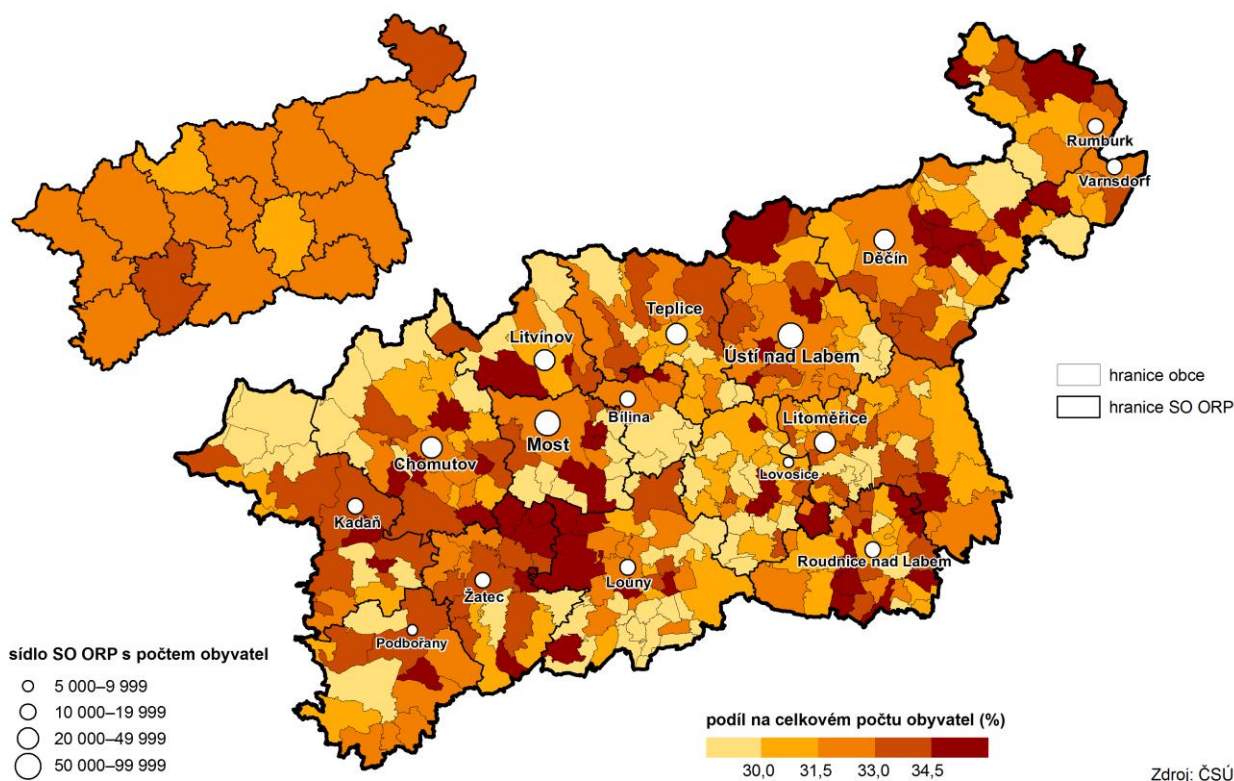 Rumburk
Varnsdorf
Děčín
Teplice
Litvínov
Ústí nad Labem
hranice obce
hranice SO ORP
Bílina
Litoměřice
Most
Chomutov
Lovosice
Kadaň
Roudnice nad Labem
Louny
Žatec
Podbořany
sídlo SO ORP s počtem obyvatel
5 000–9 999
10 000–19 999
20 000–49 999
50 000–99 999
podíl na celkovém počtu obyvatel (%)
30,0 31,5 33,0 34,5
Zdroj: ČSÚ